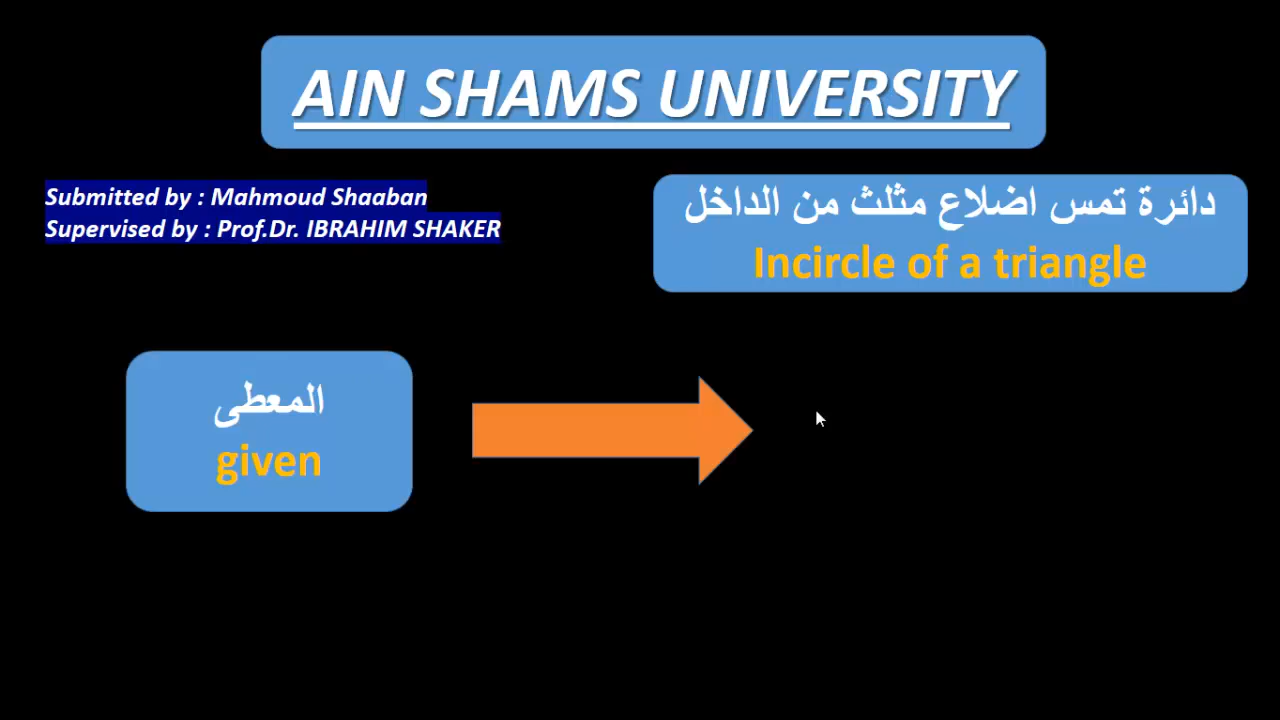 AIN SHAMS UNIVERSITY
Submitted by : Mahmoud Shaaban
Supervised by : Prof.Dr. IBRAHIM SHAKER
دائرة تمس اضلاع مثلث من الداخل
Incircle of a triangle
المعطى
given